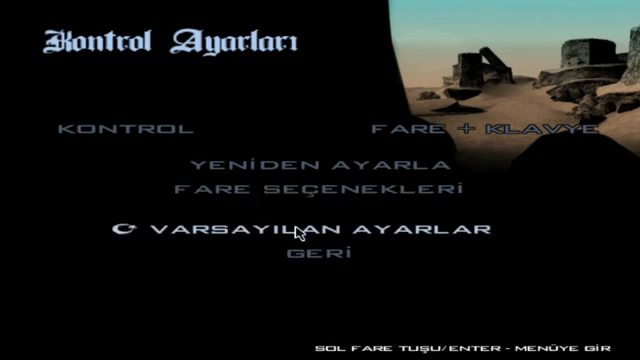 Kontrol Ayarları
KONTROL FARE + KLAVYE
YENİDEN AYARLA
FARE SEÇENEKLERİ
VARSAYILAN AYARLAR
GERİ
SOL FARE TUŞU/ENTER - MENÜYE GİR